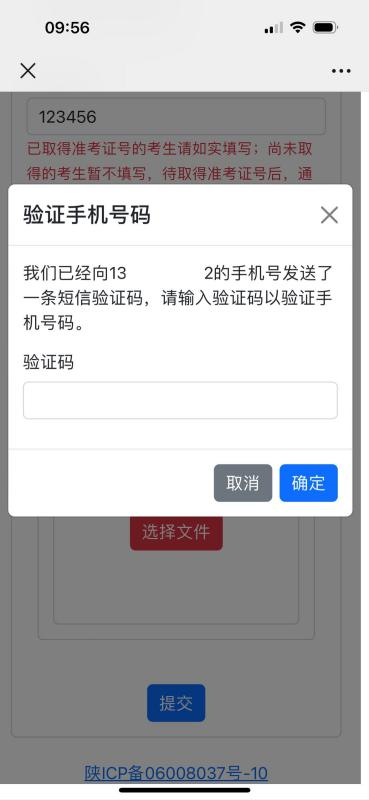 09:56
123456
已取得准考证号的考生请如实填写；尚未取
得的考生暂不填写，待取得准考证号后，通
验证手机号码
我们已经向13 2的手机号发送了
一条短信验证码，请输入验证码以验证手
机号码。
验证码
取消 确定
选择文件
提交
陕ICP备06008037号-10